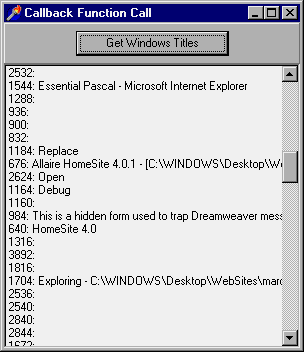 Callback Function Call
Get Windows Titles
2532:
1544: Essential Pascal - Microsoft Internet Explorer
1288:
936:
900:
832:
1184: Replace
676: Allaire HomeSite 4.0.1 - [C:\WINDOWS\Desktop\We
2624: Open
1164: Debug
1160:
984: This is a hidden form used to trap Dreamweaver mess
640: HomeSite 4.0
1316:
3892:
1816:
1704: Exploring - C:\WINDOWS\Desktop\WebSites\marc
2536:
2540:
2840:
2844:
1672: